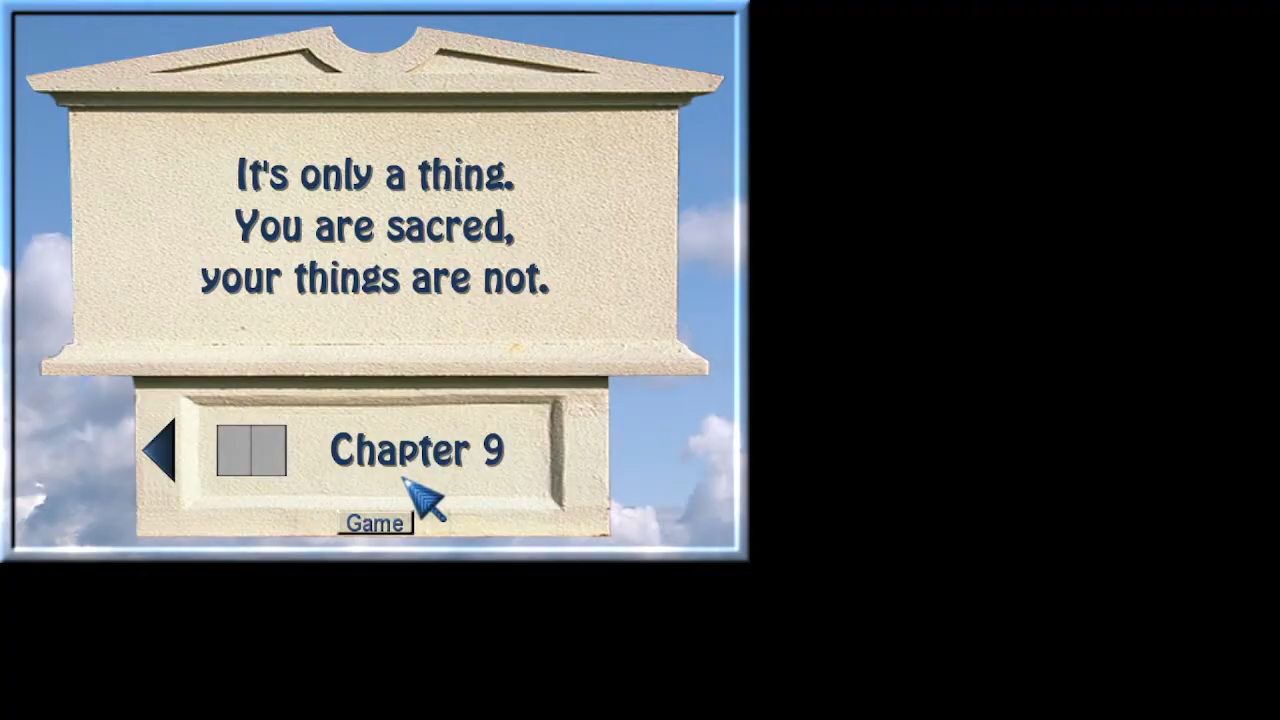 It's only a thing.
You are sacred,
your things are not.
Chapter 9
Game